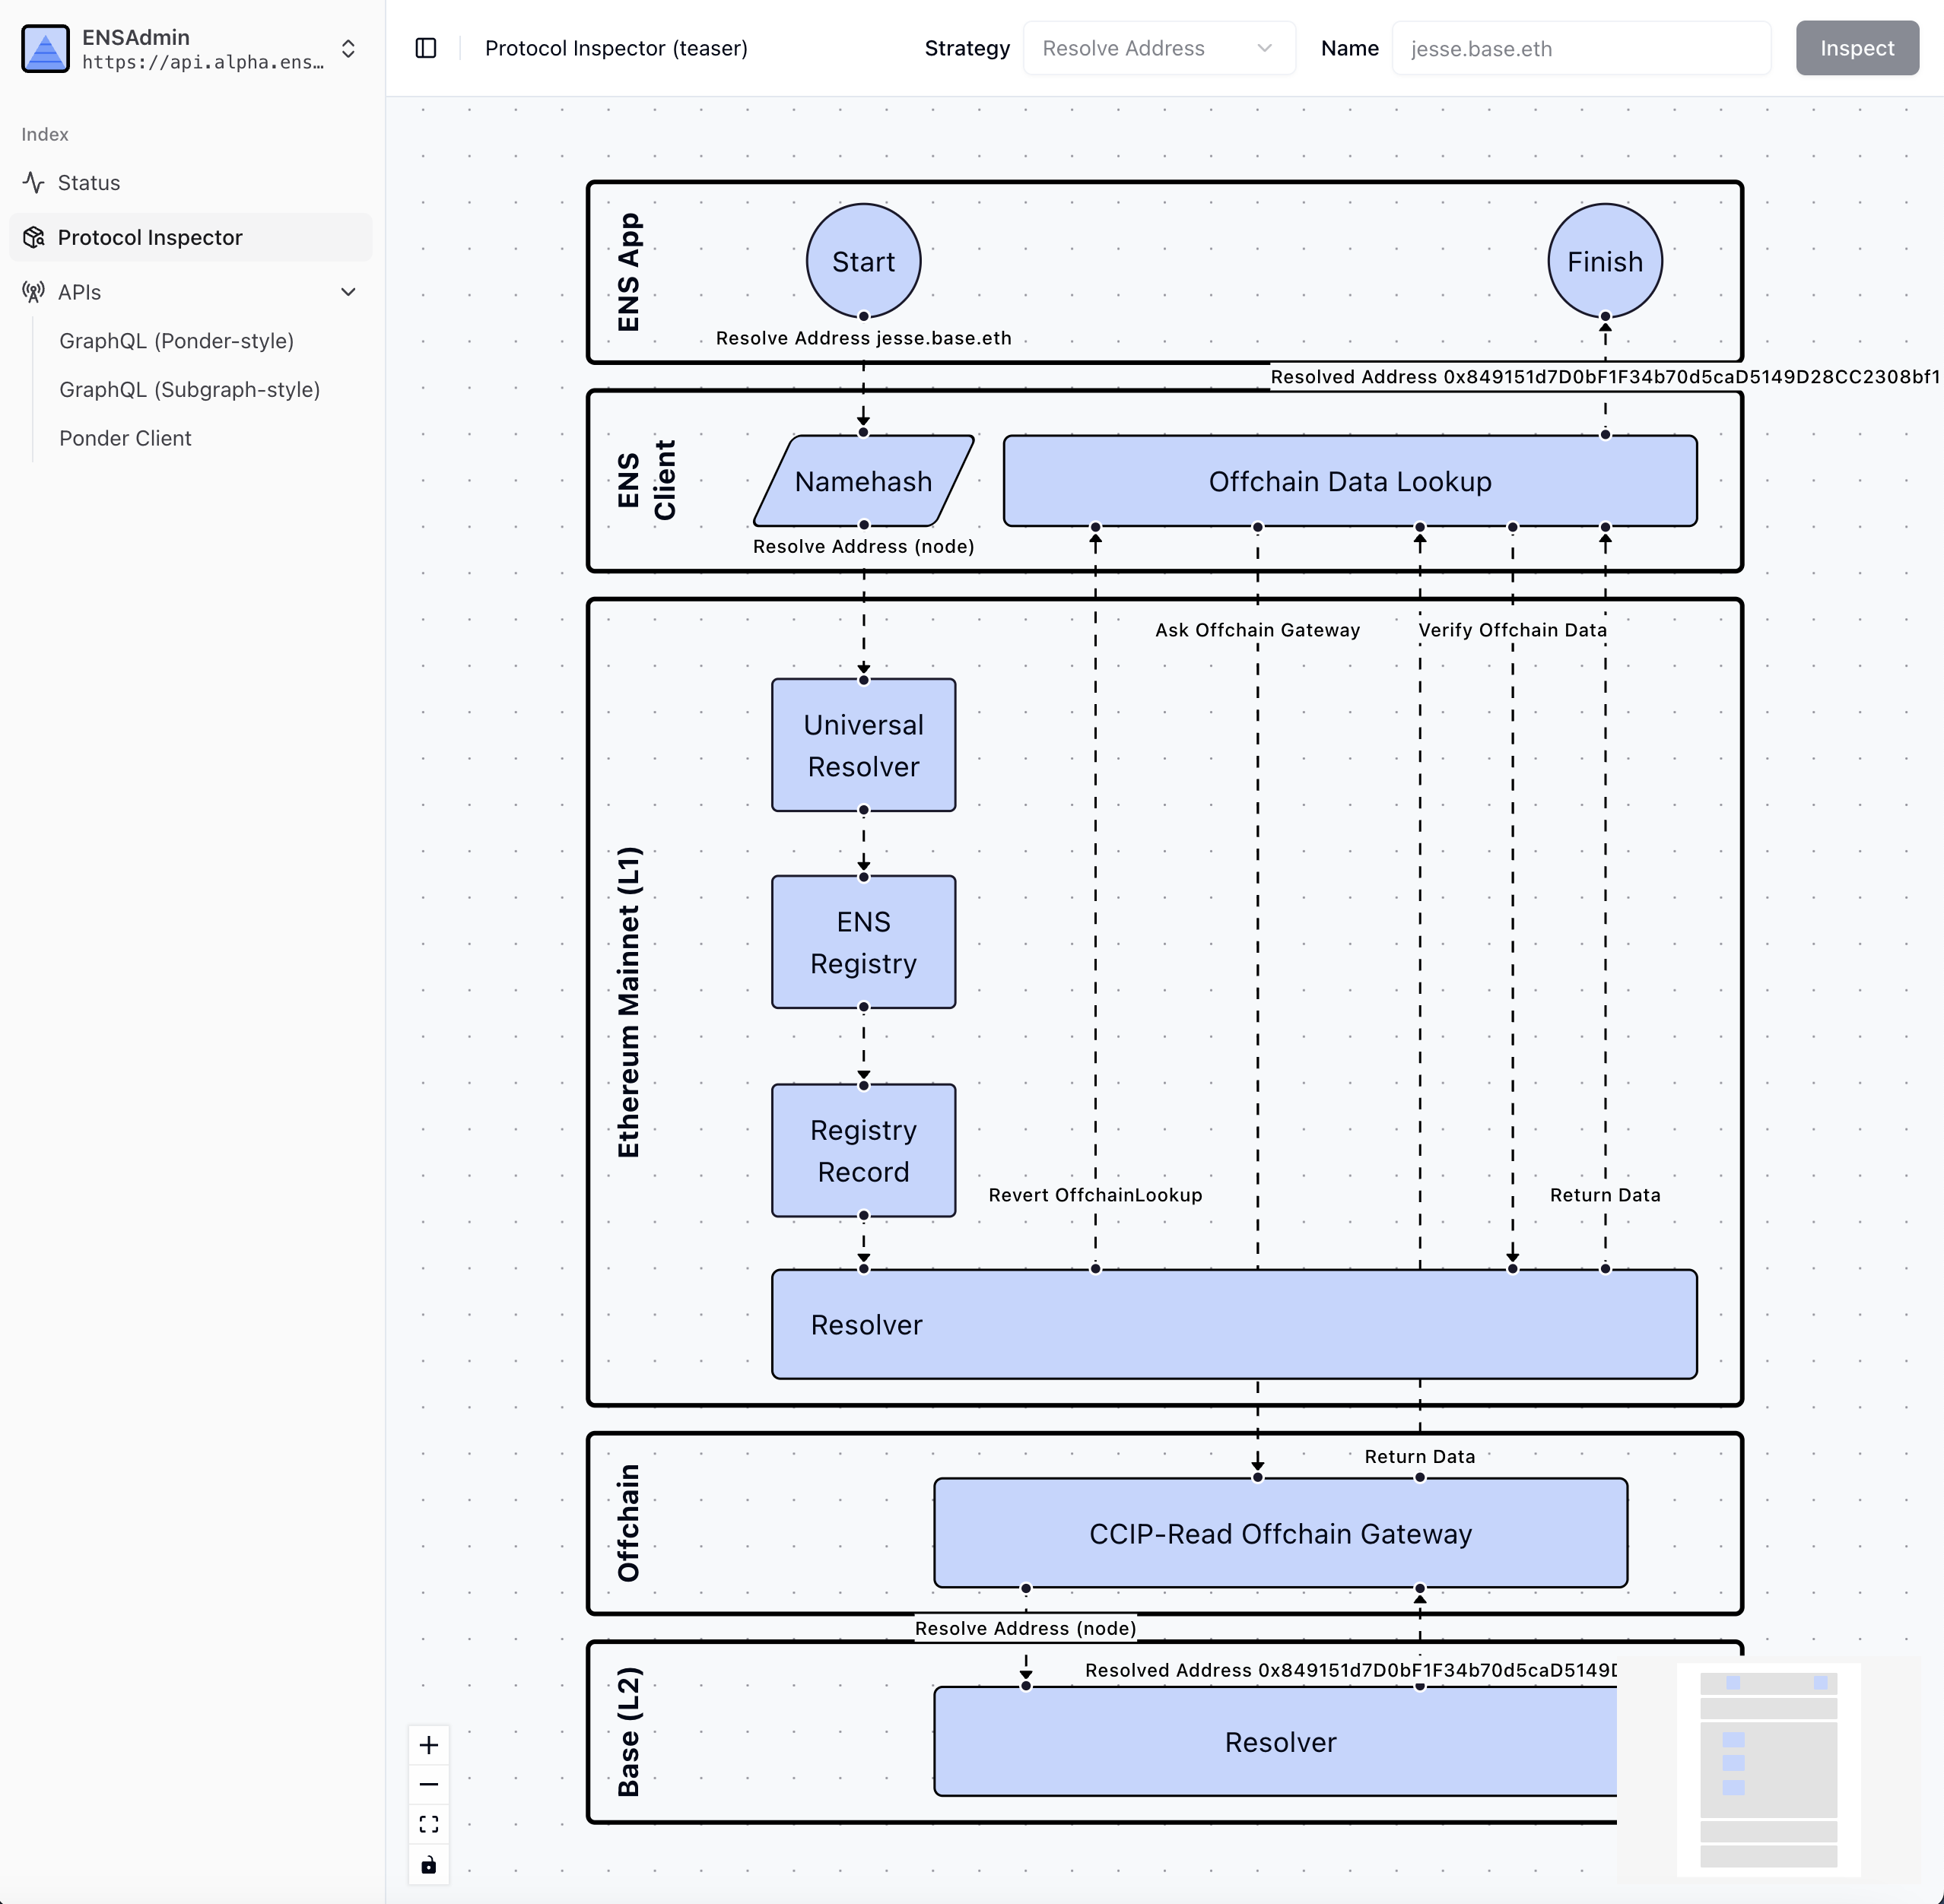 ENSAdmin
https://api.alpha.ens…
Index
Status
Protocol Inspector
APIs
GraphQL (Ponder-style)
GraphQL (Subgraph-style)
Ponder Client
Protocol Inspector (teaser)
Strategy
Resolve Address
Name
jesse.base.eth
Inspect
ENS App
Start
Finish
Resolve Address jesse.base.eth
Resolved Address 0x849151d7D0bF1F34b70d5caD5149D28CC2308bf1
ENS
Client
Namehash
Offchain Data Lookup
Resolve Address (node)
Ethereum Mainnet (L1)
Ask Offchain Gateway
Verify Offchain Data
Universal
Resolver
ENS
Registry
Registry
Record
Revert OffchainLookup
Return Data
Resolver
Offchain
Return Data
CCIP-Read Offchain Gateway
Resolve Address (node)
Base (L2)
Resolved Address 0x849151d7D0bF1F34b70d5caD5149D
Resolver